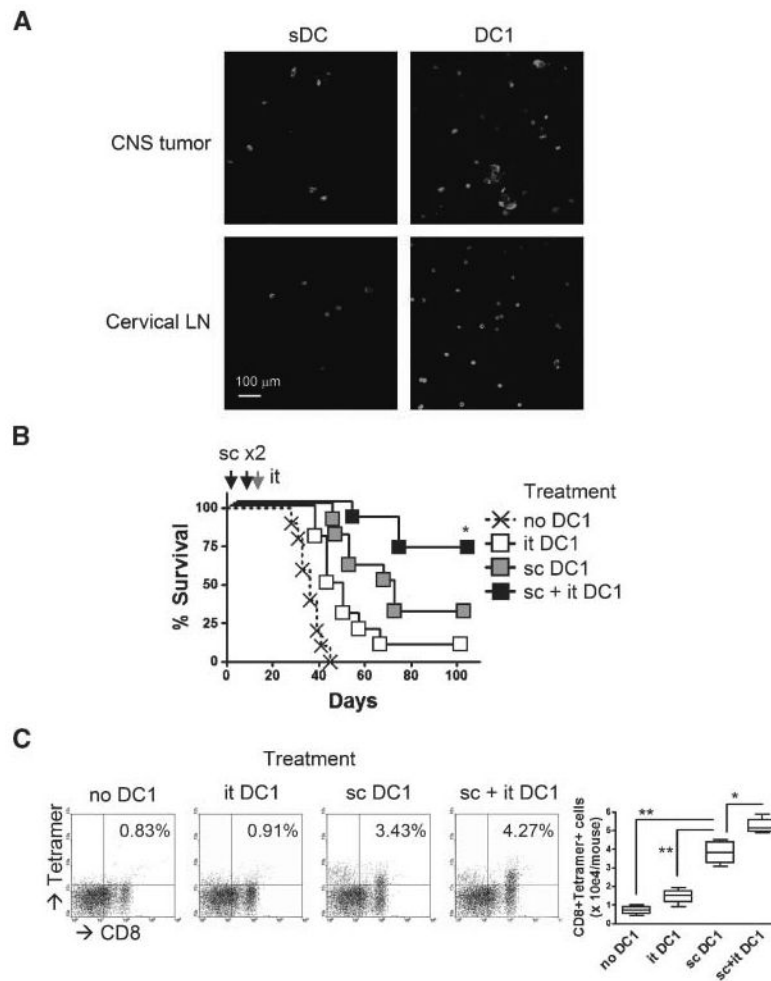 A
sDC DC1
CNS tumor
Cervical LN
100 μm
B
sc x2
it
Treatment
no DC1
it DC1
sc DC1
sc + it DC1
*
100
75
50
25
0
% Survival
0 20 40 60 80 100
Days
C
Treatment
no DC1 it DC1 sc DC1 sc + it DC1
0.83% 0.91% 3.43% 4.27%
→ Tetramer
→ CD8
CD8+Tetramer+ cells
(x 10e4/mouse)
6
5
4
3
2
1
0
** ** *
no DC1 it DC1 sc DC1 sc+it DC1